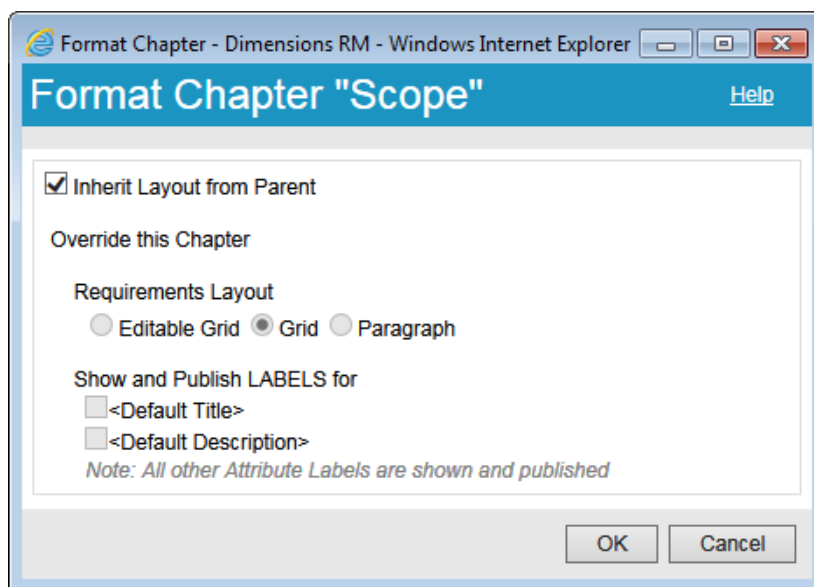 Format Chapter - Dimensions RM - Windows Internet Explorer
Format Chapter "Scope" Help
Inherit Layout from Parent
Override this Chapter
Requirements Layout
Editable Grid Grid Paragraph
Show and Publish LABELS for
<Default Title>
<Default Description>
Note: All other Attribute Labels are shown and published
OK Cancel